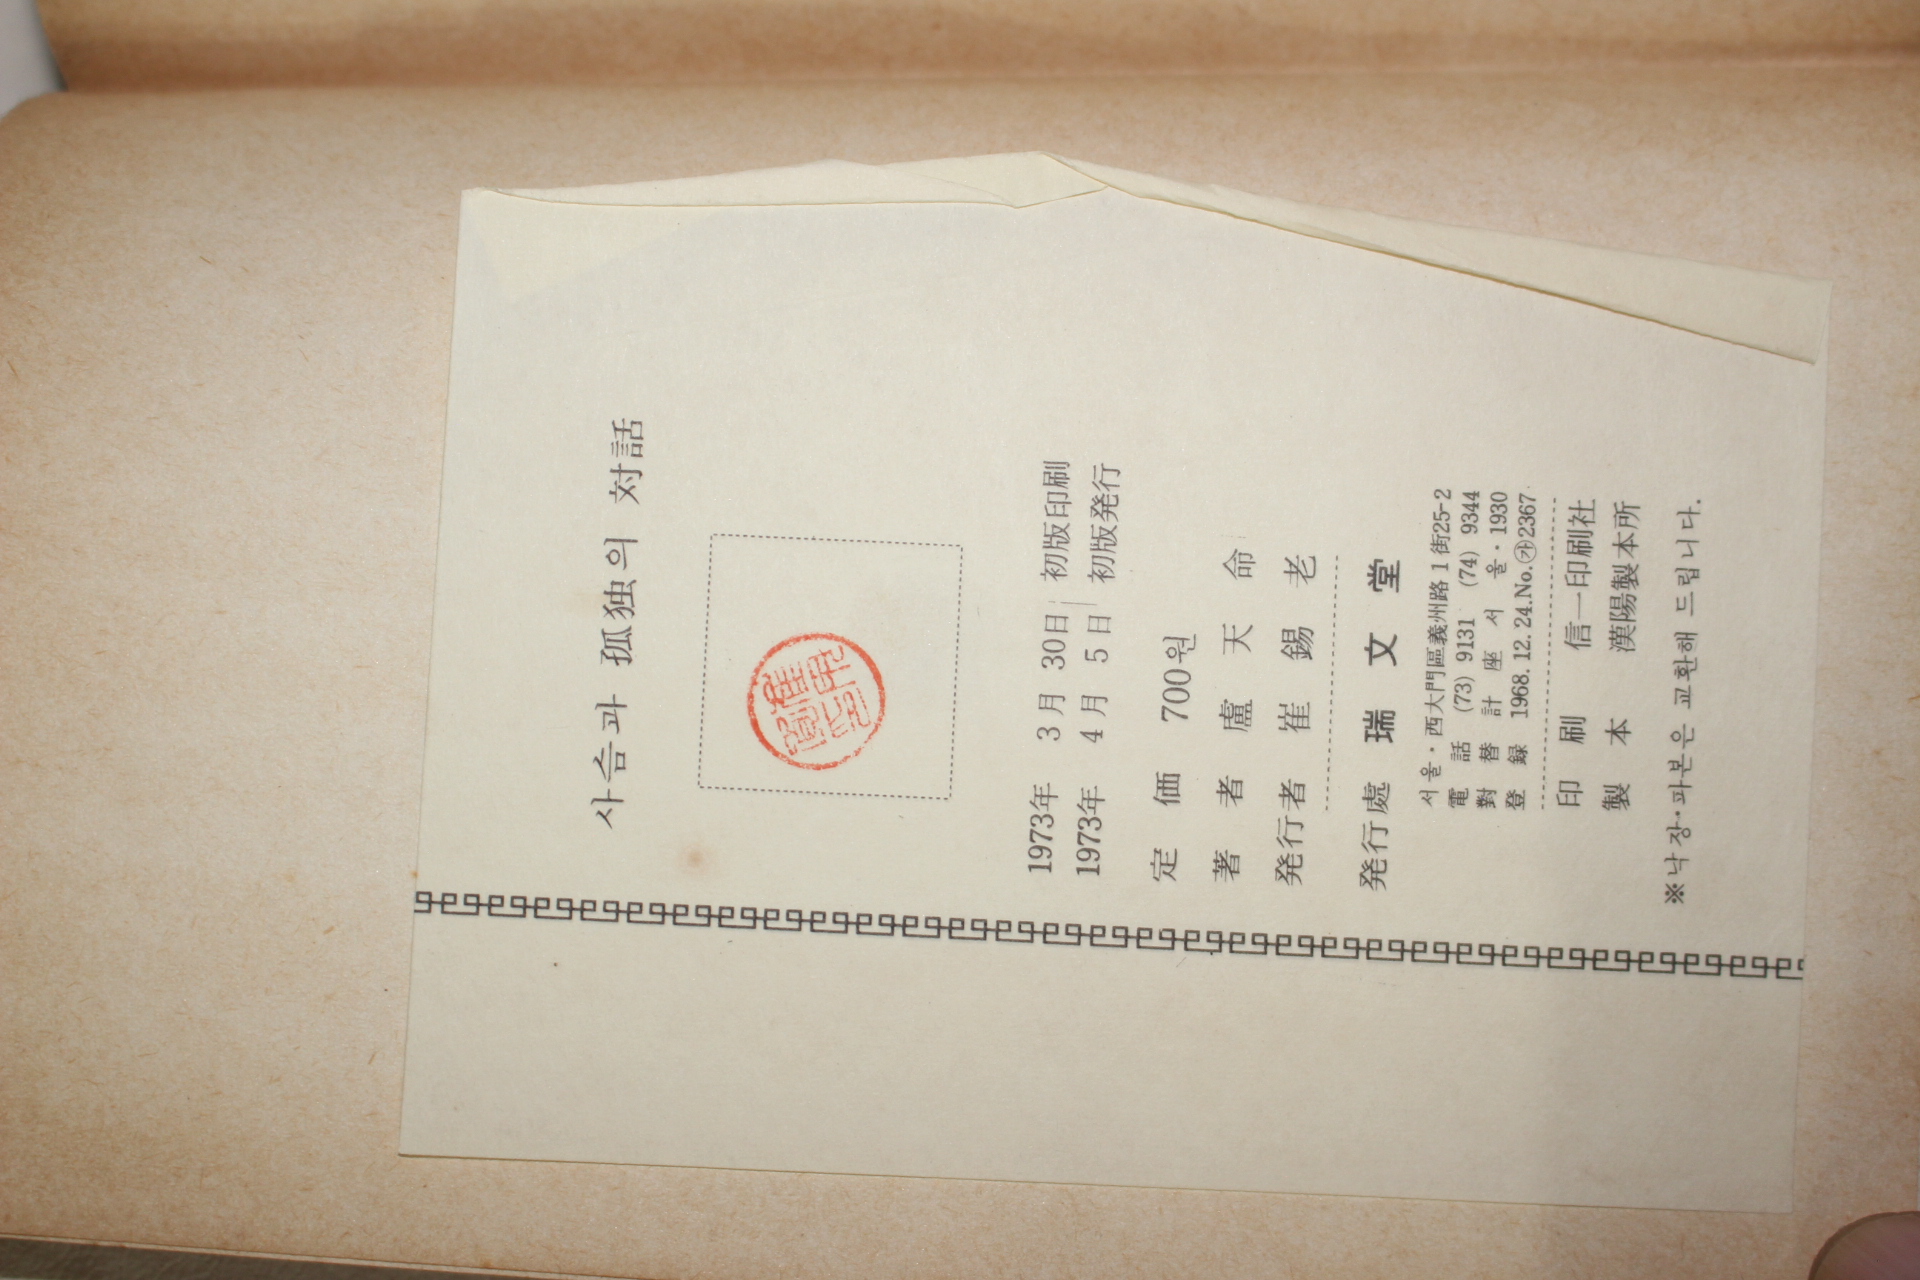 사슴과 孤独의 対話
1973年 3月 30日 初版印刷
1973年 4月 5日 初版発行
定 価 700원
著 者 盧 天 命
発行者 崔 錫 老
発行處 瑞 文 堂
서울·西大門區義州路1街25-2
電 話 (73) 9131 (74) 9344
對 替 計 座 서 울·1930
登 録 1968.12.24.No.㉮2367
印 刷 信一印刷社
製 本 漢陽製本所
※낙장·파본은 교환해 드립니다.